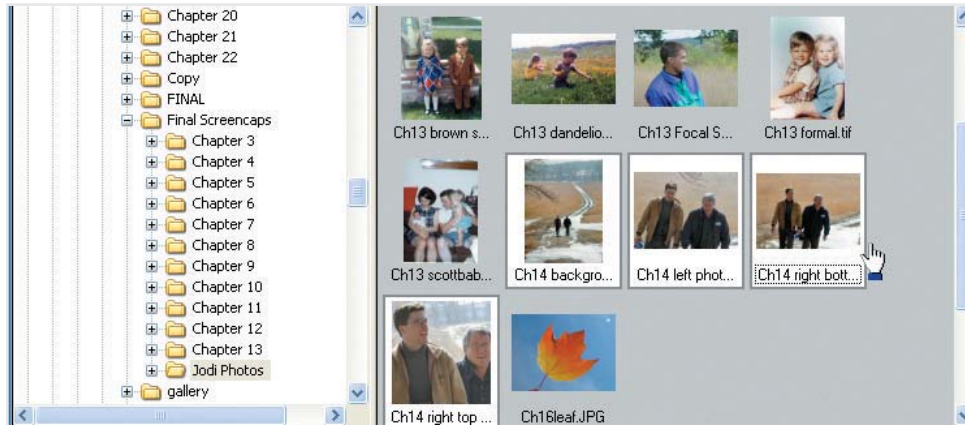 Chapter 20
Chapter 21
Chapter 22
Copy
FINAL
Final Screencaps
Chapter 3
Chapter 4
Chapter 5
Chapter 6
Chapter 7
Chapter 8
Chapter 9
Chapter 10
Chapter 11
Chapter 12
Chapter 13
Jodi Photos
gallery
Ch13 brown s...
Ch13 dandelio...
Ch13 Focal S...
Ch13 formal.tif
Ch13 scottbab...
Ch14 backgro...
Ch14 left phot...
Ch14 right bott...
Ch14 right top ...
Ch16leaf.JPG